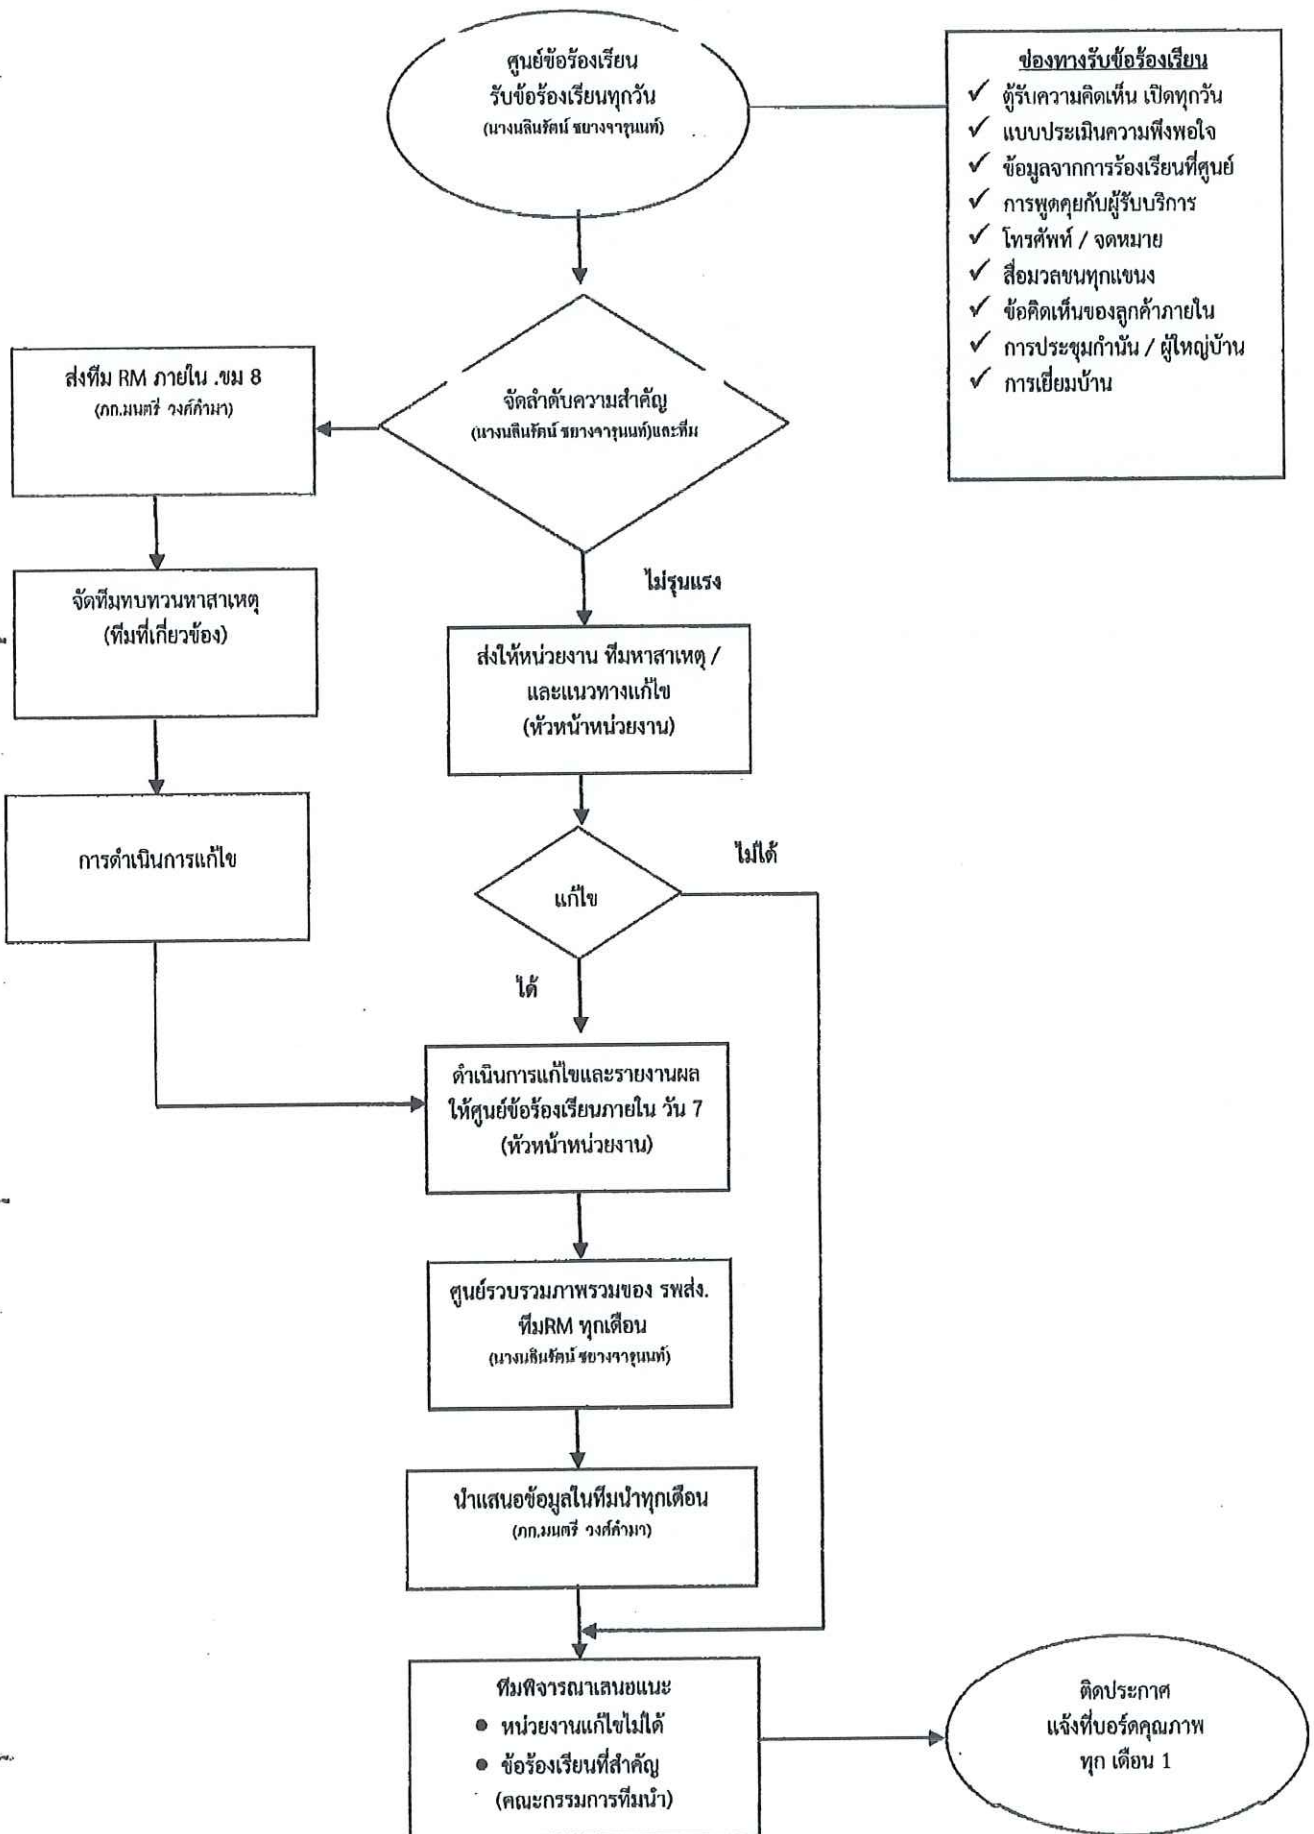 ศูนย์ข้อร้องเรียน
รับข้อร้องเรียนทุกวัน
(นางนลินรัตน์ ชยางจารุนนท์)
ช่องทางรับข้อร้องเรียน
✓ ตู้รับความคิดเห็น เปิดทุกวัน
✓ แบบประเมินความพึงพอใจ
✓ ข้อมูลจากการร้องเรียนที่ศูนย์
✓ การพูดคุยกับผู้รับบริการ
✓ โทรศัพท์ / จดหมาย
✓ สื่อมวลชนทุกแขนง
✓ ข้อคิดเห็นของลูกค้าภายใน
✓ การประชุมกำนัน / ผู้ใหญ่บ้าน
✓ การเยี่ยมบ้าน
จัดลำดับความสำคัญ
(นางนลินรัตน์ ชยางจารุนนท์)และทีม
ส่งทีม RM ภายใน .ชม 8
(ภก.มนตรี วงศ์คำมา)
จัดทีมทบทวนหาสาเหตุ
(ทีมที่เกี่ยวข้อง)
การดำเนินการแก้ไข
ไม่รุนแรง
ส่งให้หน่วยงาน ทีมหาสาเหตุ /
และแนวทางแก้ไข
(หัวหน้าหน่วยงาน)
แก้ไข
ไม่ได้
ได้
ดำเนินการแก้ไขและรายงานผล
ให้ศูนย์ข้อร้องเรียนภายใน วัน 7
(หัวหน้าหน่วยงาน)
ศูนย์รวบรวมภาพรวมของ รพส่ง.
ทีมRM ทุกเดือน
(นางนลินรัตน์ ชยางจารุนนท์)
นำแสนอข้อมูลในทีมนำทุกเดือน
(ภก.มนตรี วงศ์คำมา)
ทีมพิจารณาเสนอแนะ
● หน่วยงานแก้ไขไม่ได้
● ข้อร้องเรียนที่สำคัญ
(คณะกรรมการทีมนำ)
ติดประกาศ
แจ้งที่บอร์ดคุณภาพ
ทุก เดือน 1